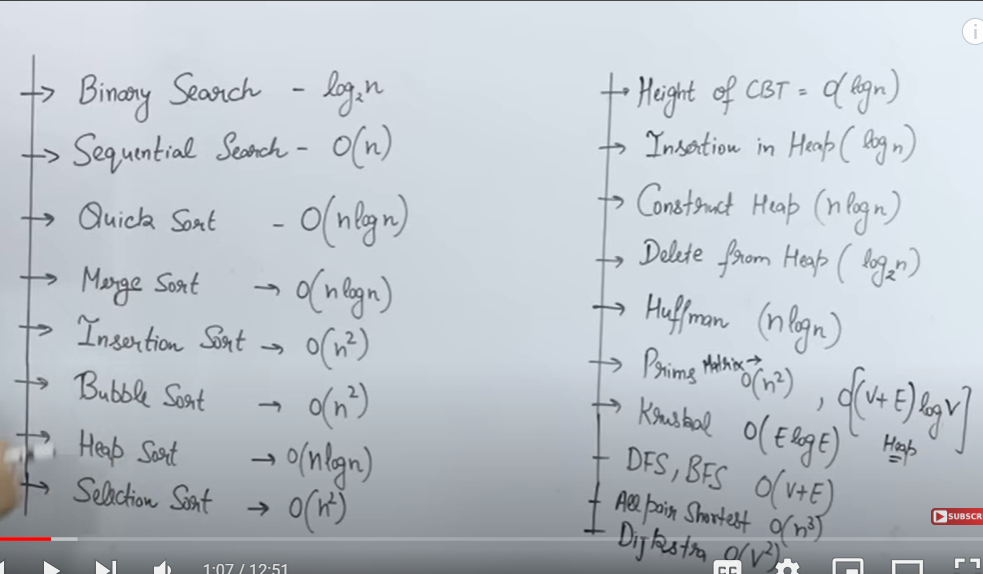 Binary Search - log₂n
Sequential Search - O(n)
Quick Sort - O(nlogn)
Merge Sort → O(nlogn)
Insertion Sort → O(n²)
Bubble Sort → O(n²)
Heap Sort → O(nlogn)
Selection Sort → O(n²)
Height of CBT = O(logn)
Insertion in Heap (logn)
Construct Heap (nlogn)
Delete from Heap (log₂n)
Huffman (nlogn)
Prims Matrix → O(n²), O[(V+E)logV]
Heap
Kruskal O(ElogE)
DFS, BFS O(V+E)
All pair Shortest O(n³)
Dijkstra O(V²)
SUBSCR
1:07 / 12:51
CC